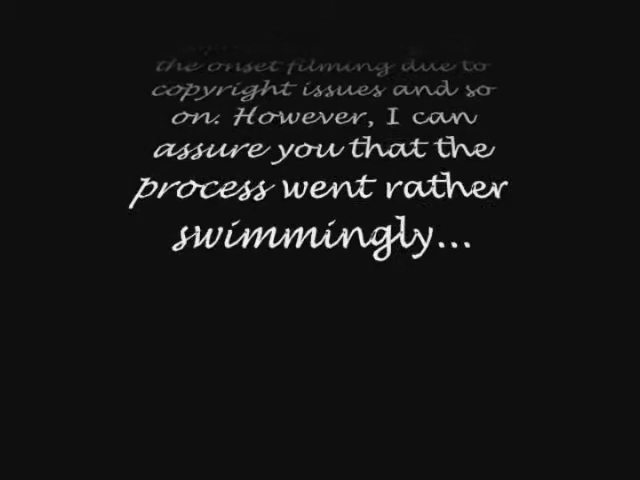 the onset filming due to
copyright issues and so
on. However, I can
assure you that the
process went rather
swimmingly...